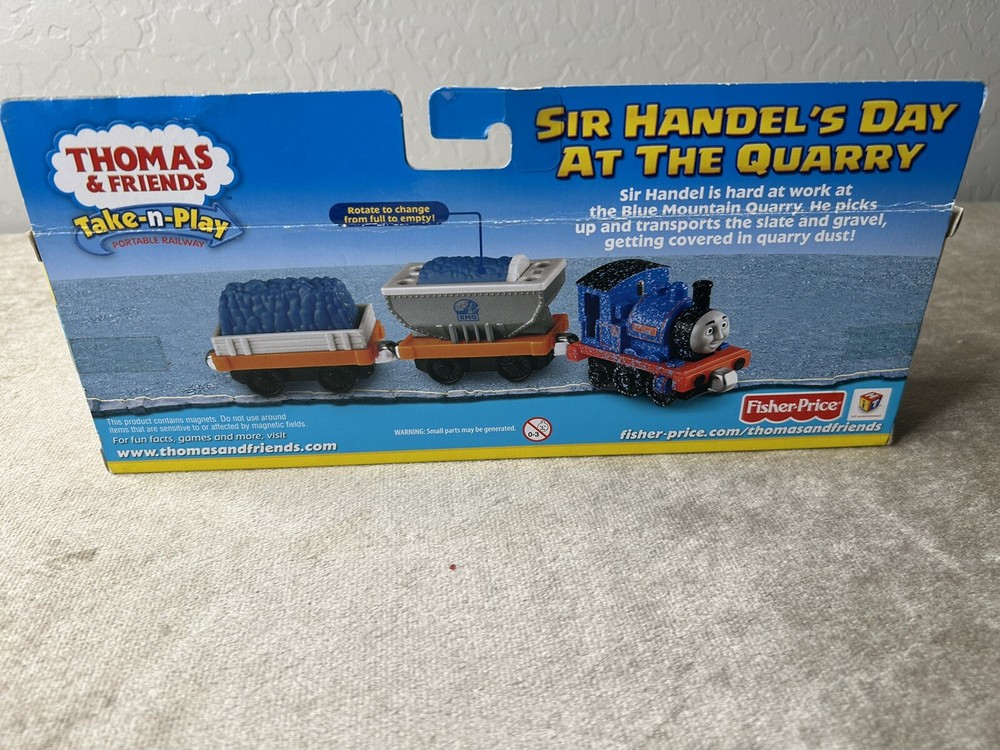 THOMAS
& FRIENDS
Take-n-Play
PORTABLE RAILWAY
SIR HANDEL'S DAY
AT THE QUARRY
Sir Handel is hard at work at
the Blue Mountain Quarry. He picks
up and transports the slate and gravel,
getting covered in quarry dust!
Rotate to change
from full to empty!
BMQ
This product contains magnets. Do not use around
items that are sensitive to or affected by magnetic fields.
For fun facts, games and more, visit
www.thomasandfriends.com
WARNING: Small parts may be generated.
0-3
Fisher-Price
fisher-price.com/thomasandfriends